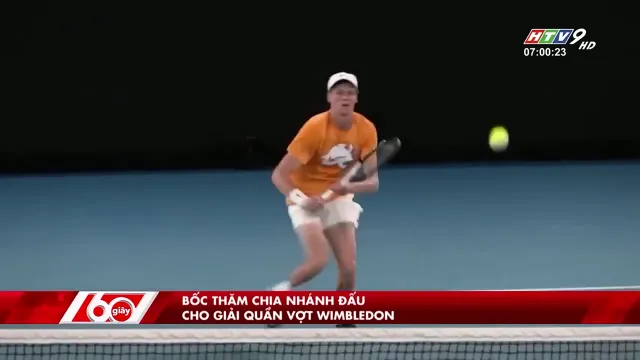 HTV9 HD
07:00:23
60 giây
BỐC THĂM CHIA NHÁNH ĐẤU
CHO GIẢI QUẦN VỢT WIMBLEDON